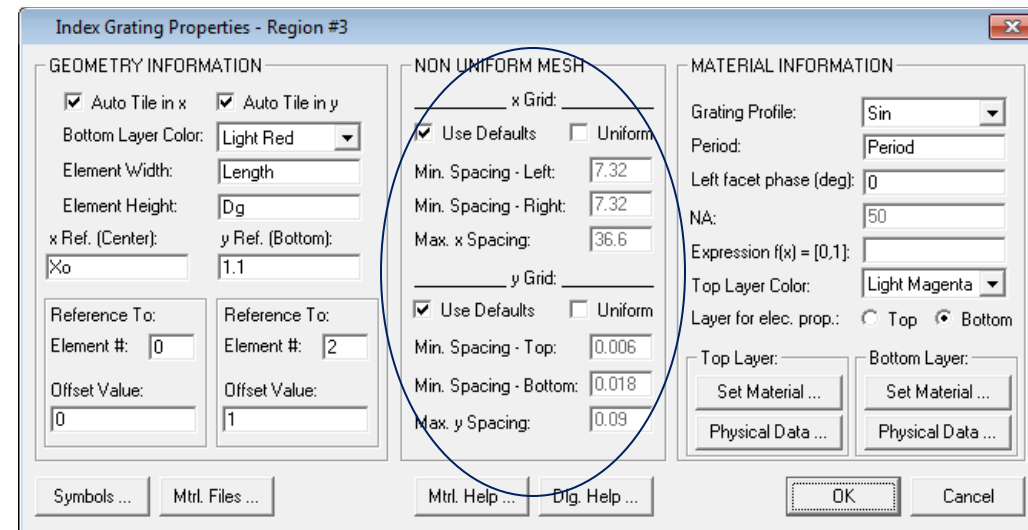 Index Grating Properties - Region #3
GEOMETRY INFORMATION
Auto Tile in x Auto Tile in y
Bottom Layer Color: Light Red
Element Width: Length
Element Height: Dg
x Ref. (Center): y Ref. (Bottom):
Xo 1.1
Reference To: Reference To:
Element #: 0 Element #: 2
Offset Value: Offset Value:
0 1
NON UNIFORM MESH
x Grid:
Use Defaults Uniform
Min. Spacing - Left: 7.32
Min. Spacing - Right: 7.32
Max. x Spacing: 36.6
y Grid:
Use Defaults Uniform
Min. Spacing - Top: 0.006
Min. Spacing - Bottom: 0.018
Max. y Spacing: 0.09
MATERIAL INFORMATION
Grating Profile: Sin
Period: Period
Left facet phase (deg): 0
NA: 50
Expression f(x) = [0,1]:
Top Layer Color: Light Magenta
Layer for elec. prop.: Top Bottom
Top Layer: Bottom Layer:
Set Material ... Set Material ...
Physical Data ... Physical Data ...
Symbols ... Mtrl. Files ... Mtrl. Help ... Dlg. Help ... OK Cancel